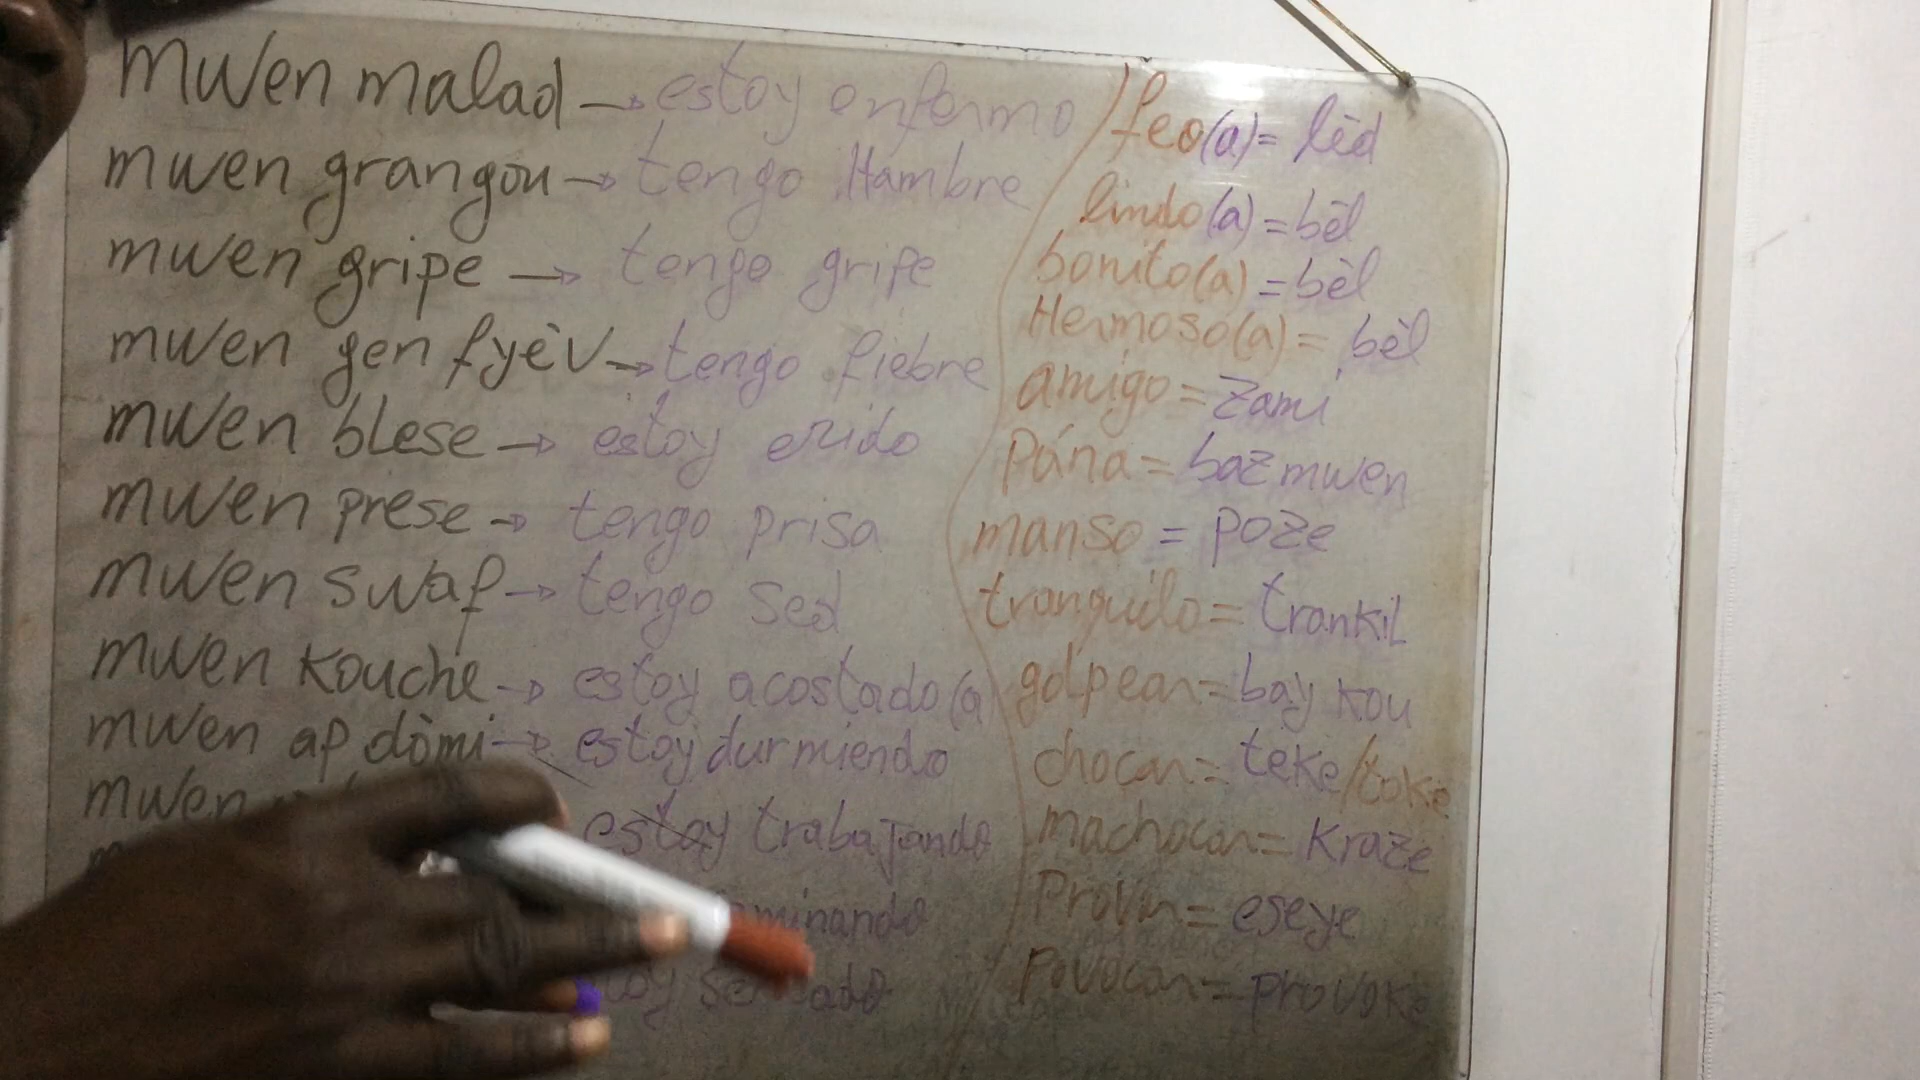 mwen malad → estoy enfermo
mwen grangou → tengo Hambre
mwen gripe → tengo gripe
mwen gen fyèv → tengo fiebre
mwen blese → estoy erido
mwen prese → tengo prisa
mwen swaf → tengo sed
mwen kouche → estoy acostado(a
mwen ap dòmi → estoy durmiendo
mwen estoy trabajando
feo(a) = lèd
lindo(a) = bèl
bonito(a) = bèl
Hermoso(a) = bèl
amigo = zami
Pána = baz mwen
manso = poze
tranquilo = trankil
golpear = bay kou
chocar = teke/toke
machocar = kraze
Provar = eseye
Povocar = provoke